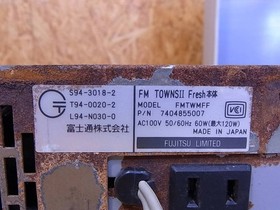 S94-3018-2
T94-0020-2
L94-N030-0
富士通株式会社
FM TOWNSII Fresh本体
MODEL FMTWMFF
P/N 7404855007
AC100V 50/60Hz 60W(最大120W)
MADE IN JAPAN
FUJITSU LIMITED
VCI